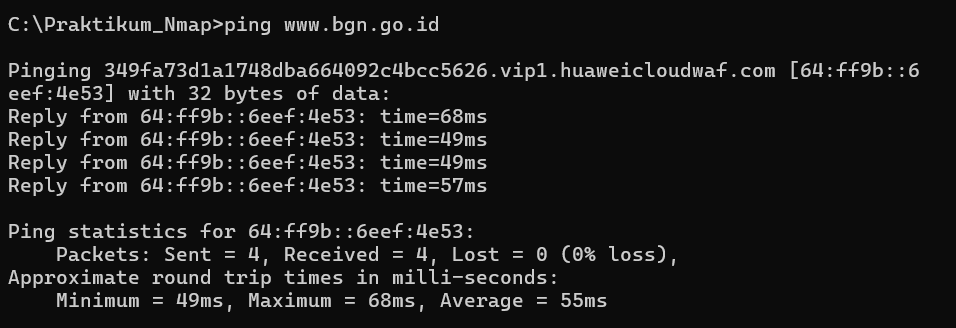 C:\Praktikum_Nmap>ping www.bgn.go.id
Pinging 349fa73d1a1748dba664092c4bcc5626.vip1.huaweicloudwaf.com [64:ff9b::6
eef:4e53] with 32 bytes of data:
Reply from 64:ff9b::6eef:4e53: time=68ms
Reply from 64:ff9b::6eef:4e53: time=49ms
Reply from 64:ff9b::6eef:4e53: time=49ms
Reply from 64:ff9b::6eef:4e53: time=57ms
Ping statistics for 64:ff9b::6eef:4e53:
    Packets: Sent = 4, Received = 4, Lost = 0 (0% loss),
Approximate round trip times in milli-seconds:
    Minimum = 49ms, Maximum = 68ms, Average = 55ms